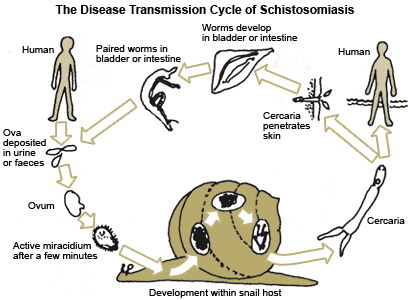 The Disease Transmission Cycle of Schistosomiasis
Human
Paired worms in
bladder or intestine
Worms develop
in bladder or intestine
Human
Cercaria
penetrates
skin
Ova
deposited
in urine
or faeces
Ovum
Active miracidium
after a few minutes
Development within snail host
Cercaria